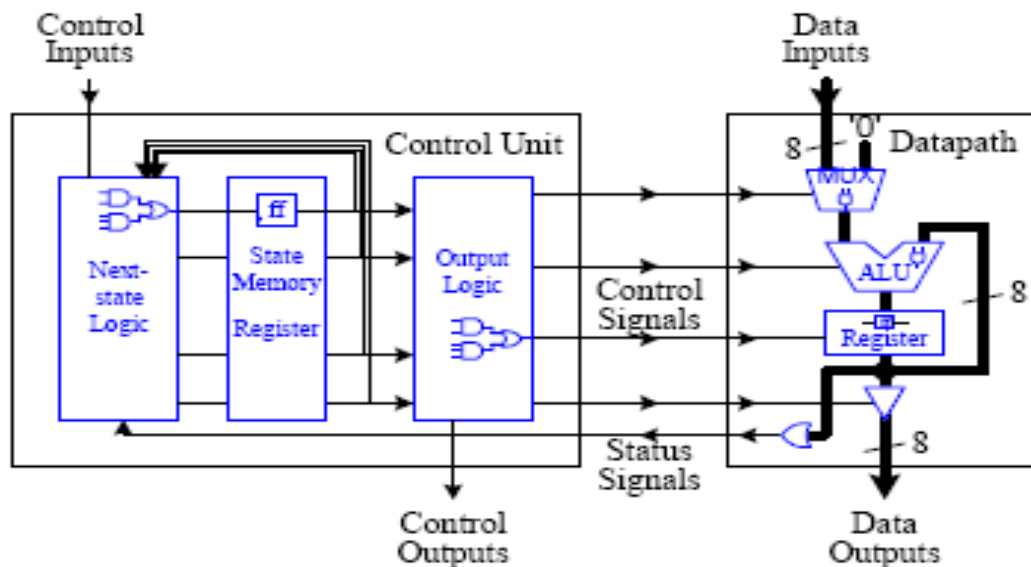 Control
Inputs
Data
Inputs
Control Unit
8
'0'
Datapath
MUX
ff
Next-
state
Logic
State
Memory
Register
Output
Logic
ALU
Control
Signals
8
Register
Status
Signals
8
Control
Outputs
Data
Outputs